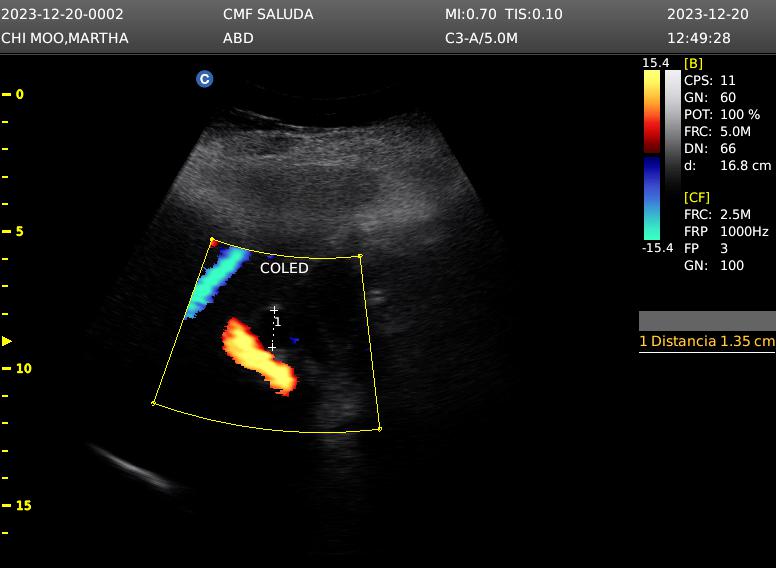 2023-12-20-0002 CMF SALUDA MI:0.70 TIS:0.10 2023-12-20
CHI MOO,MARTHA ABD C3-A/5.0M 12:49:28
C
15.4 [B]
CPS: 11
GN: 60
POT: 100 %
FRC: 5.0M
DN: 66
d: 16.8 cm
[CF]
FRC: 2.5M
-15.4 FRP 1000Hz
FP 3
GN: 100
0
5
10
15
COLED
1
1 Distancia 1.35 cm